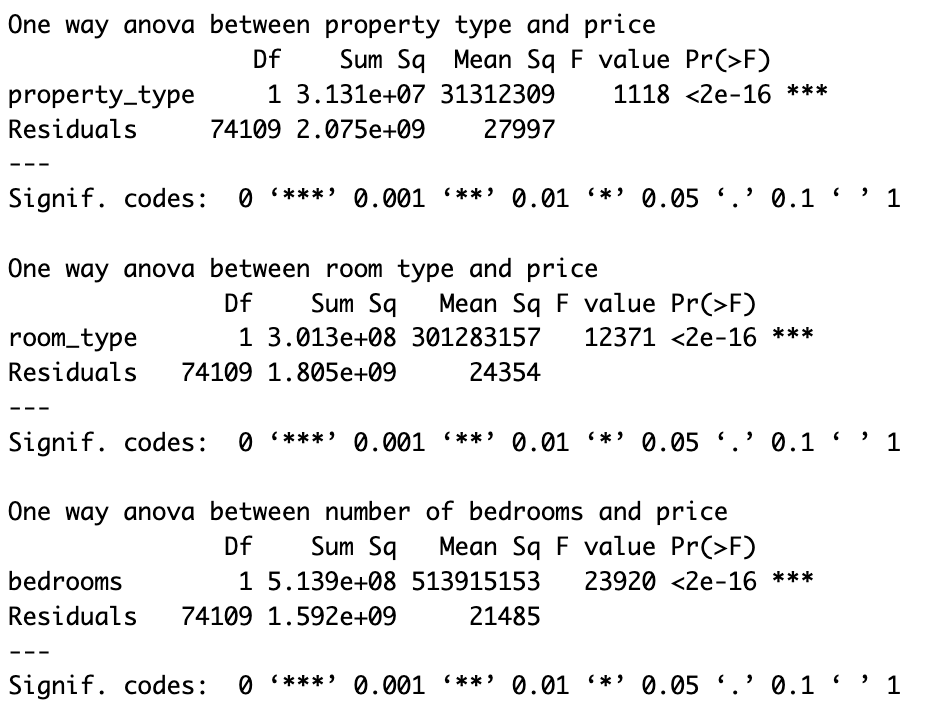 One way anova between property type and price
                 Df    Sum Sq  Mean Sq F value Pr(>F)
property_type     1 3.131e+07 31312309    1118 <2e-16 ***
Residuals     74109 2.075e+09    27997
---
Signif. codes:  0 ‘***’ 0.001 ‘**’ 0.01 ‘*’ 0.05 ‘.’ 0.1 ‘ ’ 1

One way anova between room type and price
               Df    Sum Sq   Mean Sq F value Pr(>F)
room_type       1 3.013e+08 301283157   12371 <2e-16 ***
Residuals   74109 1.805e+09     24354
---
Signif. codes:  0 ‘***’ 0.001 ‘**’ 0.01 ‘*’ 0.05 ‘.’ 0.1 ‘ ’ 1

One way anova between number of bedrooms and price
               Df    Sum Sq   Mean Sq F value Pr(>F)
bedrooms        1 5.139e+08 513915153   23920 <2e-16 ***
Residuals   74109 1.592e+09     21485
---
Signif. codes:  0 ‘***’ 0.001 ‘**’ 0.01 ‘*’ 0.05 ‘.’ 0.1 ‘ ’ 1